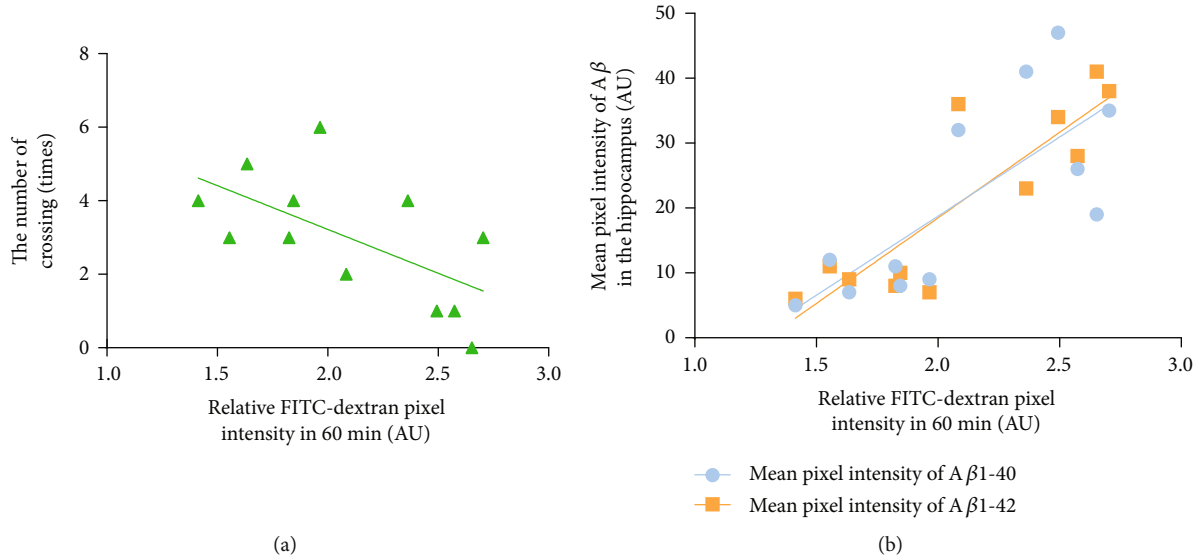 8
6
4
2
0
The number of
crossing (times)
1.0 1.5 2.0 2.5 3.0
Relative FITC-dextran pixel
intensity in 60 min (AU)
(a)
50
40
30
20
10
0
Mean pixel intensity of A β
in the hippocampus (AU)
1.0 1.5 2.0 2.5 3.0
Relative FITC-dextran pixel
intensity in 60 min (AU)
Mean pixel intensity of A β1-40
Mean pixel intensity of A β1-42
(b)